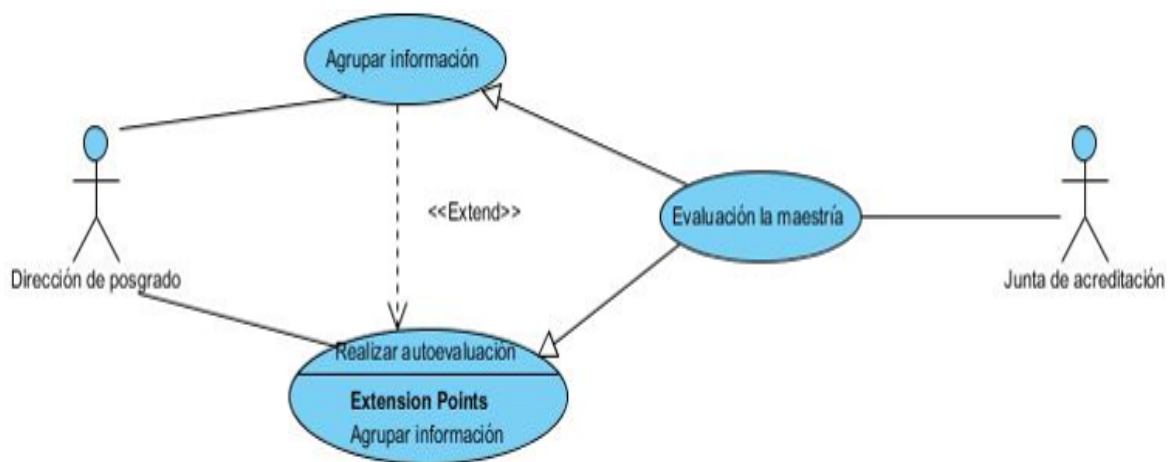 Agrupar información
<<Extend>>
Evaluación la maestría
Dirección de posgrado
Junta de acreditación
Realizar autoevaluación
Extension Points
Agrupar información